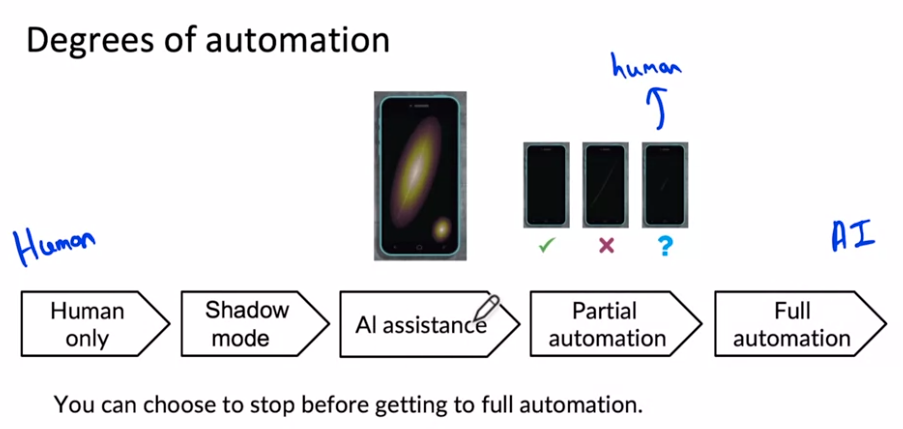 Degrees of automation
human
✓
✗
?
Human
AI
Human
only
Shadow
mode
AI assistance
Partial
automation
Full
automation
You can choose to stop before getting to full automation.